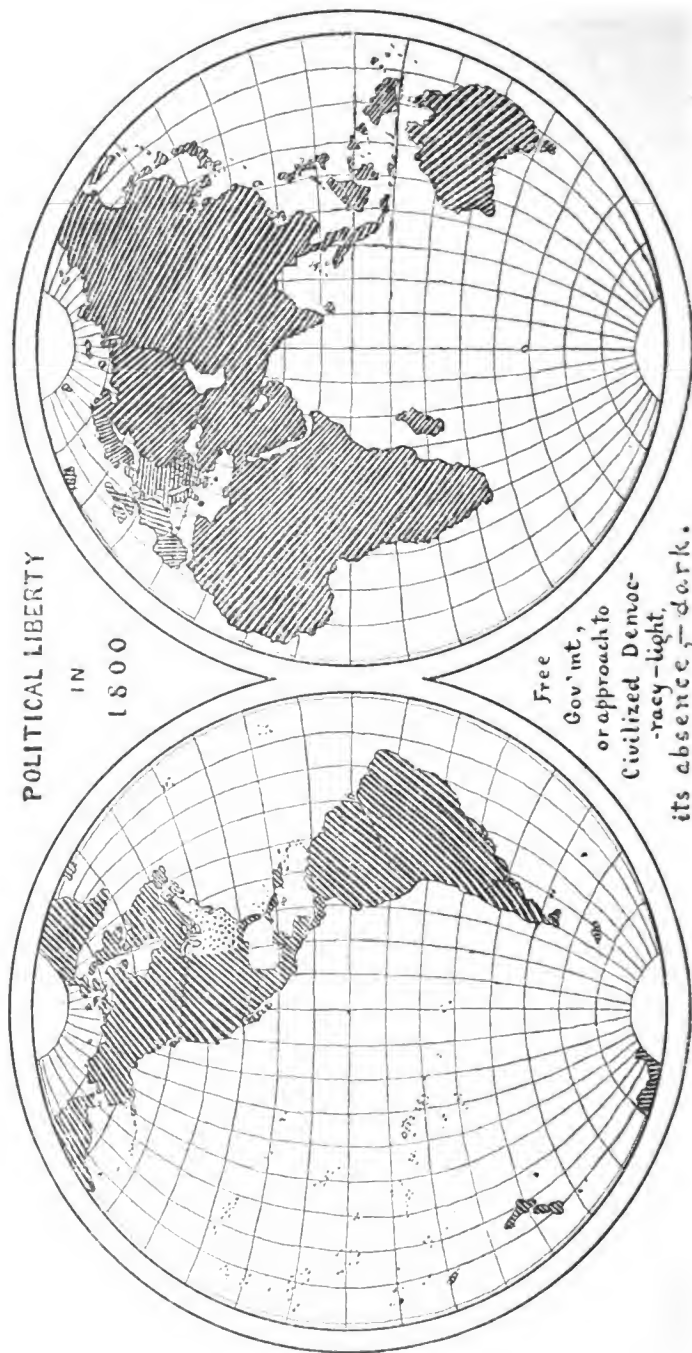 POLITICAL LIBERTY
IN
1800
Free
Gov'mt,
or approach to
Civilized Democ-
-racy-light,
its absence,- dark.